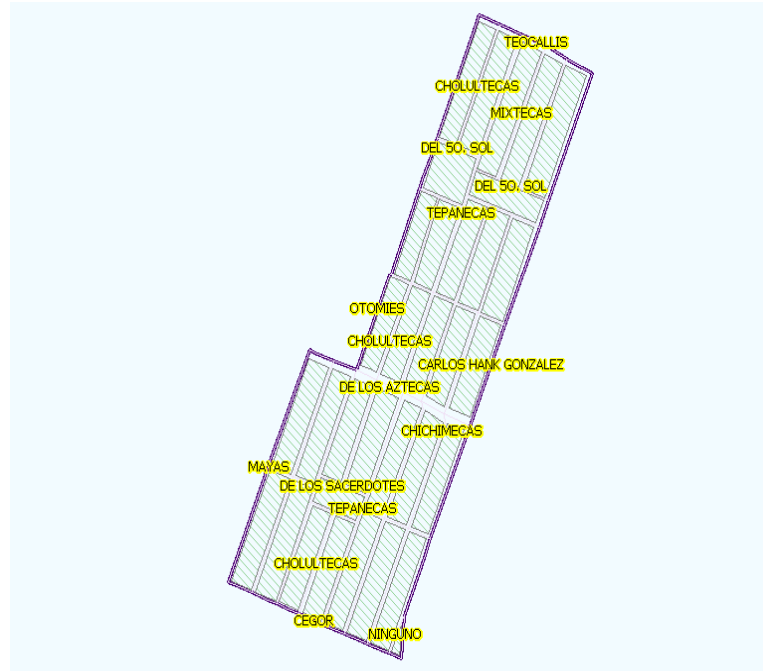 TEOCALLIS
CHOLULTECAS
MIXTECAS
DEL 5O. SOL
DEL 5O. SOL
TEPANECAS
OTOMIES
CHOLULTECAS
CARLOS HANK GONZALEZ
DE LOS AZTECAS
CHICHIMECAS
MAYAS
DE LOS SACERDOTES
TEPANECAS
CHOLULTECAS
CEGOR
NINGUNO